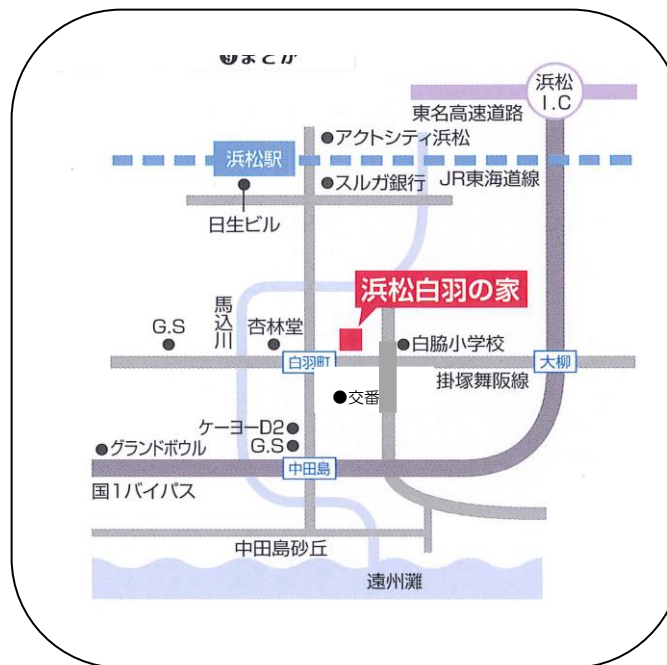 まどか
浜松
I.C
東名高速道路
アクトシティ浜松
浜松駅
JR東海道線
スルガ銀行
日生ビル
浜松白羽の家
馬込川
G.S
杏林堂
白脇小学校
白羽町
大柳
掛塚舞阪線
交番
ケーヨーD2
G.S
グランドボウル
中田島
国1バイパス
中田島砂丘
遠州灘